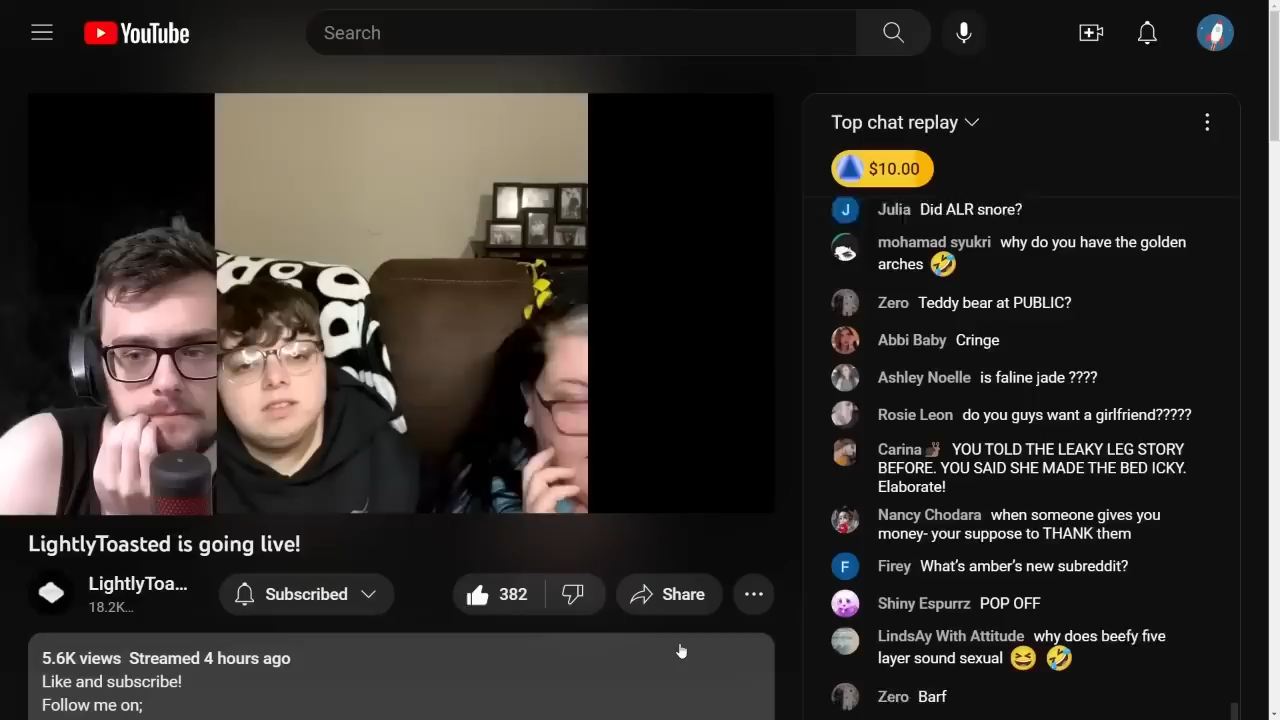 YouTube
Search
Top chat replay
$10.00
J Julia Did ALR snore?
mohamad syukri why do you have the golden
arches 🤣
Zero Teddy bear at PUBLIC?
Abbi Baby Cringe
Ashley Noelle is faline jade ????
Rosie Leon do you guys want a girlfriend?????
Carina🐌 YOU TOLD THE LEAKY LEG STORY
BEFORE. YOU SAID SHE MADE THE BED ICKY.
Elaborate!
Nancy Chodara when someone gives you
money- your suppose to THANK them
F Firey What's amber's new subreddit?
Shiny Espurrz POP OFF
LindsAy With Attitude why does beefy five
layer sound sexual 😆 🤣
Zero Barf
LightlyToasted is going live!
LightlyToa...
18.2K...
Subscribed
382
Share
5.6K views Streamed 4 hours ago
Like and subscribe!
Follow me on;